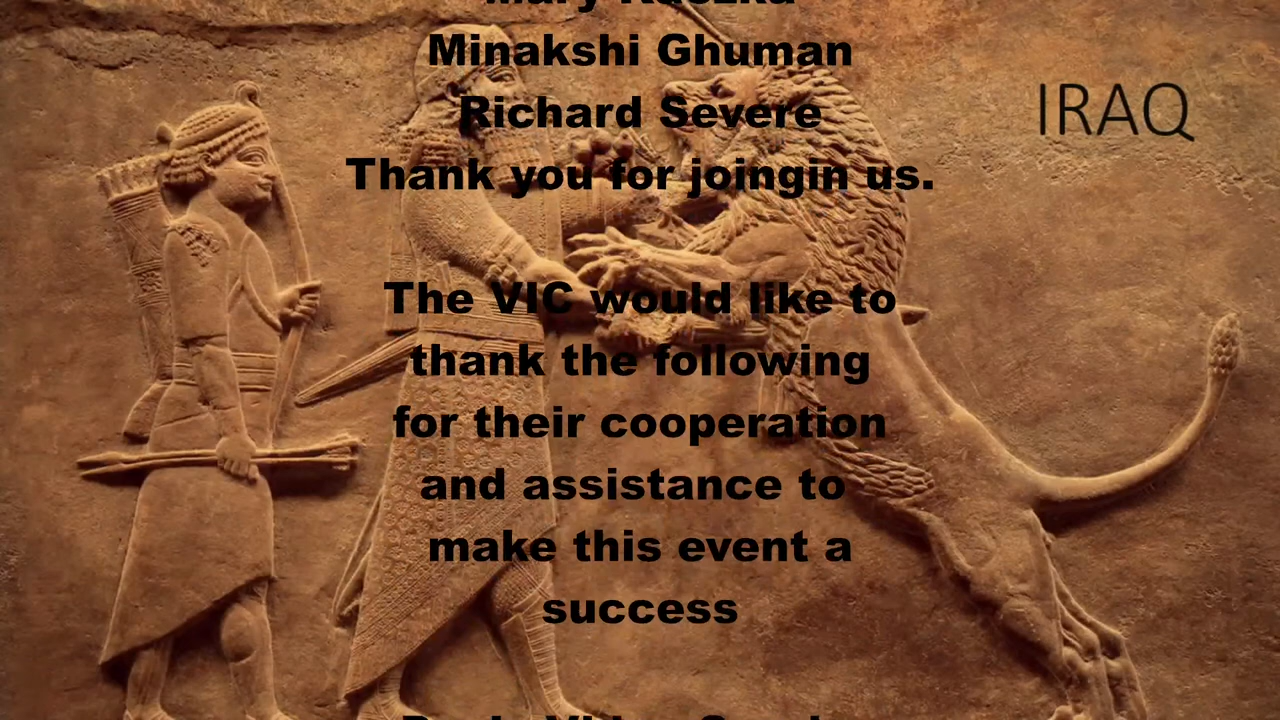 Minakshi Ghuman
Richard Severe
IRAQ
Thank you for joingin us.
The VIC would like to
thank the following
for their cooperation
and assistance to
make this event a
success